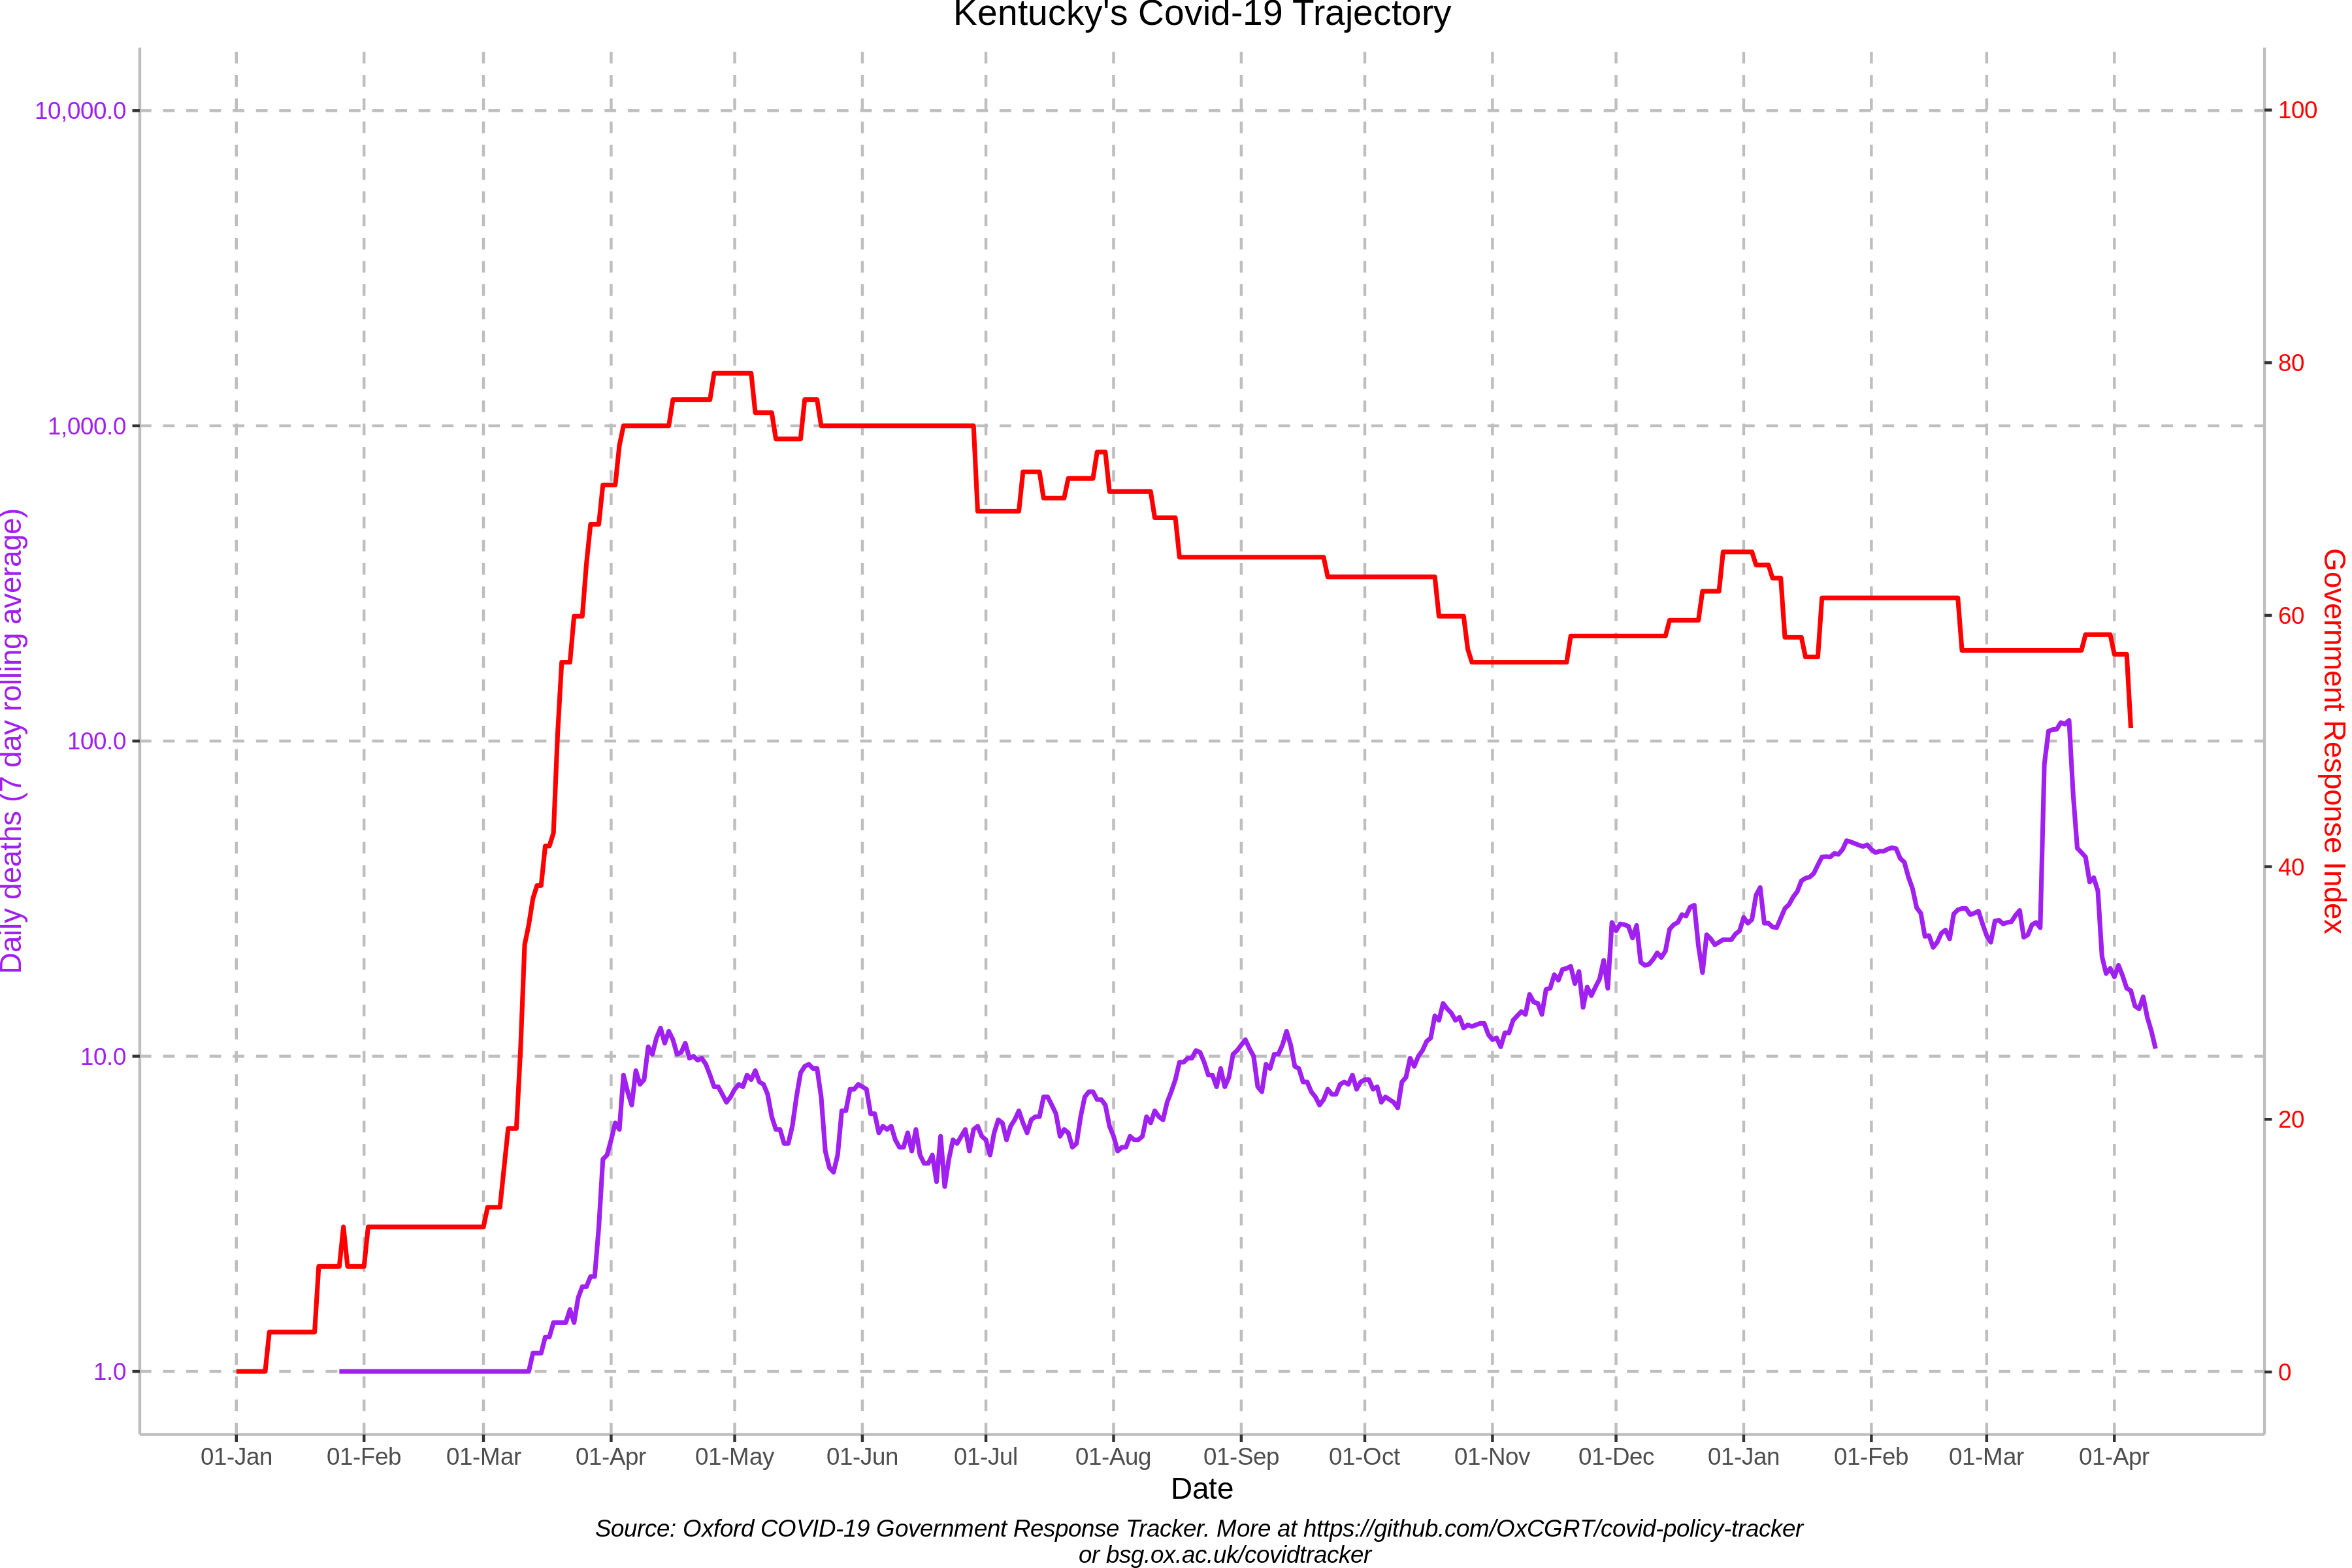 Kentucky's Covid-19 Trajectory
10,000.0
1,000.0
100.0
10.0
1.0
Daily deaths (7 day rolling average)
100
80
60
40
20
0
Government Response Index
01-Jan 01-Feb 01-Mar 01-Apr 01-May 01-Jun 01-Jul 01-Aug 01-Sep 01-Oct 01-Nov 01-Dec 01-Jan 01-Feb 01-Mar 01-Apr
Date
Source: Oxford COVID-19 Government Response Tracker. More at https://github.com/OxCGRT/covid-policy-tracker
or bsg.ox.ac.uk/covidtracker